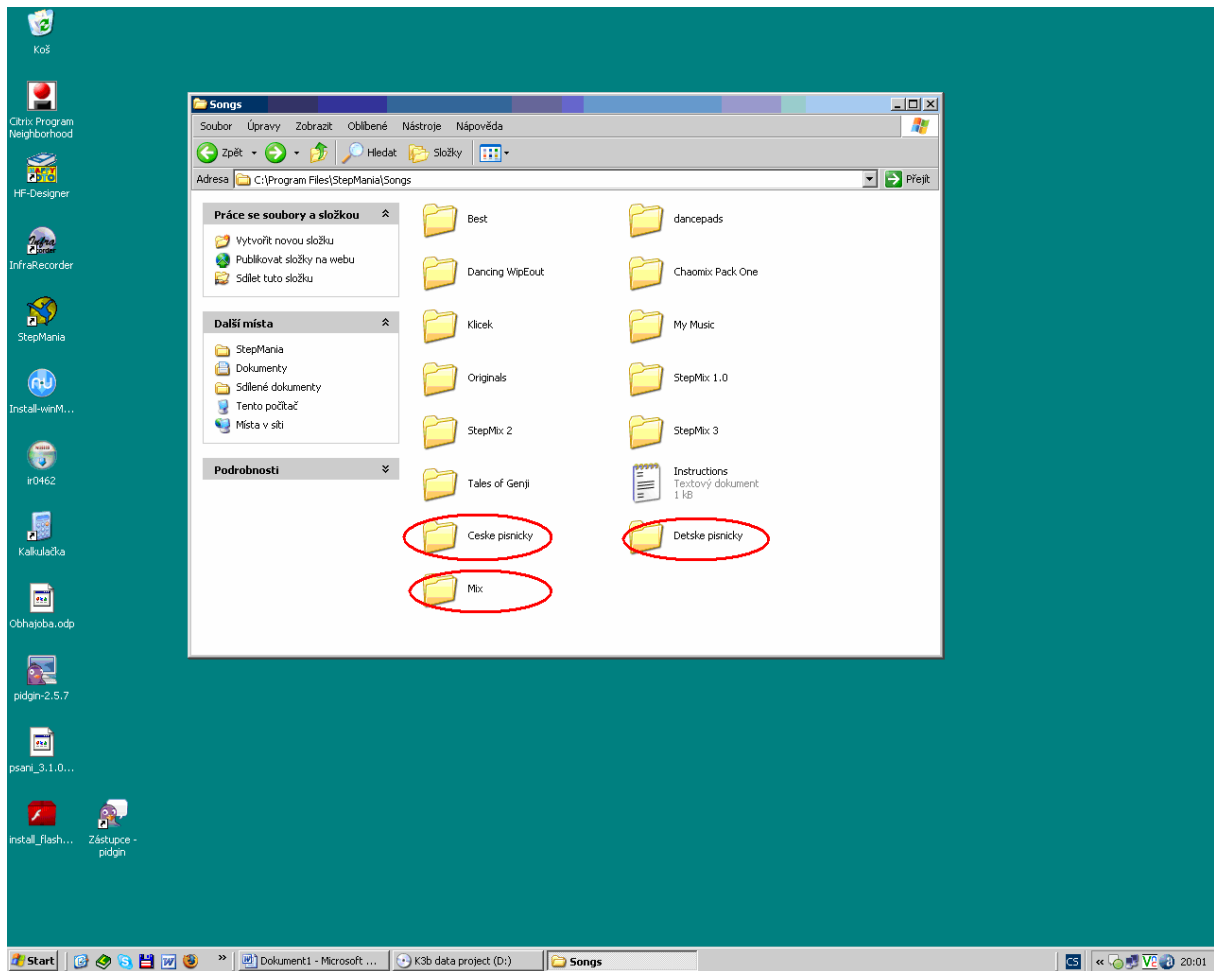 Koš
Citrix Program
Neighborhood
HF-Designer
InfraRecorder
StepMania
Install-winM...
ir0462
Kalkulačka
Obhajoba.odp
pidgin-2.5.7
psani_3.1.0...
install_flash...
Zástupce -
pidgin
Songs
Soubor Úpravy Zobrazit Oblíbené Nástroje Nápověda
Zpět Hledat Složky
Adresa C:\Program Files\StepMania\Songs Přejít
Práce se soubory a složkou
Vytvořit novou složku
Publikovat složky na webu
Sdílet tuto složku
Další místa
StepMania
Dokumenty
Sdílené dokumenty
Tento počítač
Místa v síti
Podrobnosti
Best dancepads
Dancing WipEout Chaomix Pack One
Klicek My Music
Originals StepMix 1.0
StepMix 2 StepMix 3
Tales of Genji
Instructions
Textový dokument
1 kB
Ceske pisnicky Detske pisnicky
Mix
Start » Dokument1 - Microsoft ... K3b data project (D:) Songs CS « 20:01